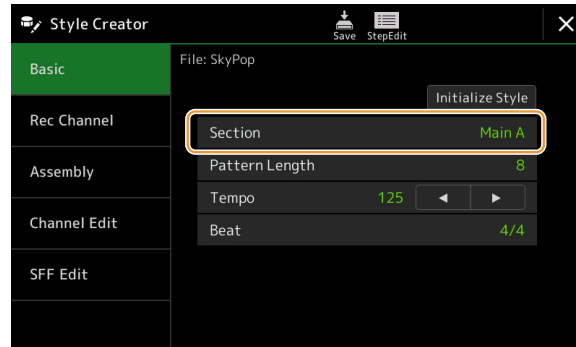 Style Creator
Save StepEdit
Basic
File: SkyPop
Initialize Style
Rec Channel
Section Main A
Assembly
Pattern Length 8
Tempo 125
Channel Edit
Beat 4/4
SFF Edit